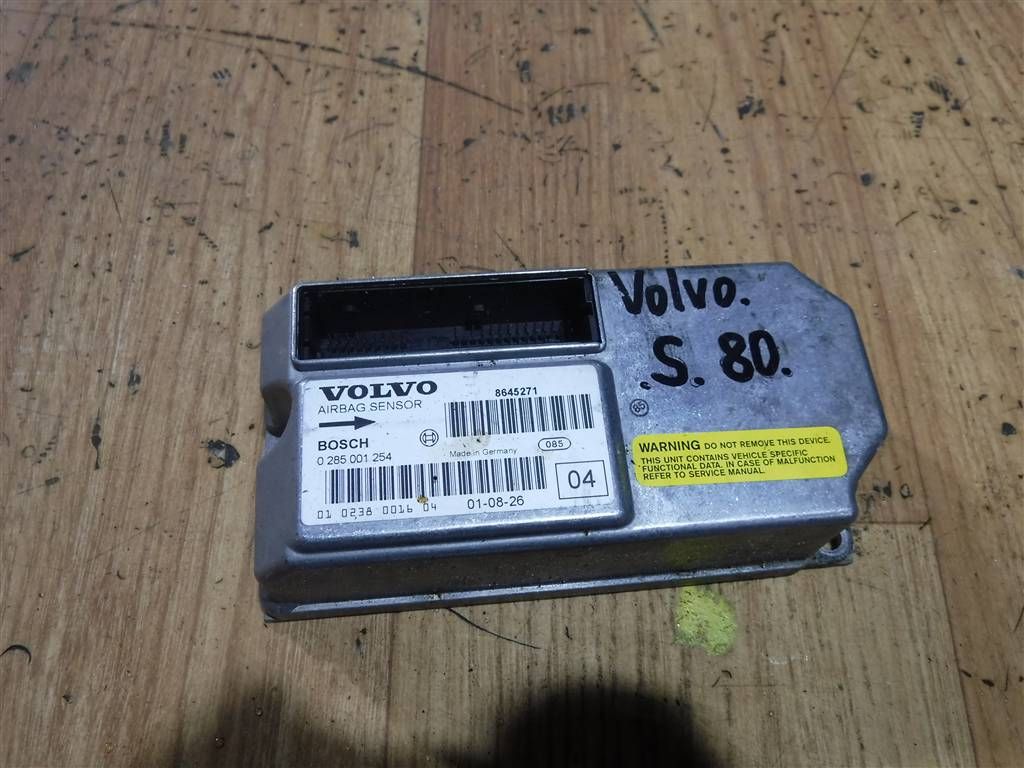 Volvo.
.S. 80.
VOLVO
AIRBAG SENSOR
8645271
BOSCH
Made in Germany
085
0 285 001 254
04
01 0238 0016 04
01-08-26
85
WARNING DO NOT REMOVE THIS DEVICE.
THIS UNIT CONTAINS VEHICLE SPECIFIC
FUNCTIONAL DATA. IN CASE OF MALFUNCTION
REFER TO SERVICE MANUAL.